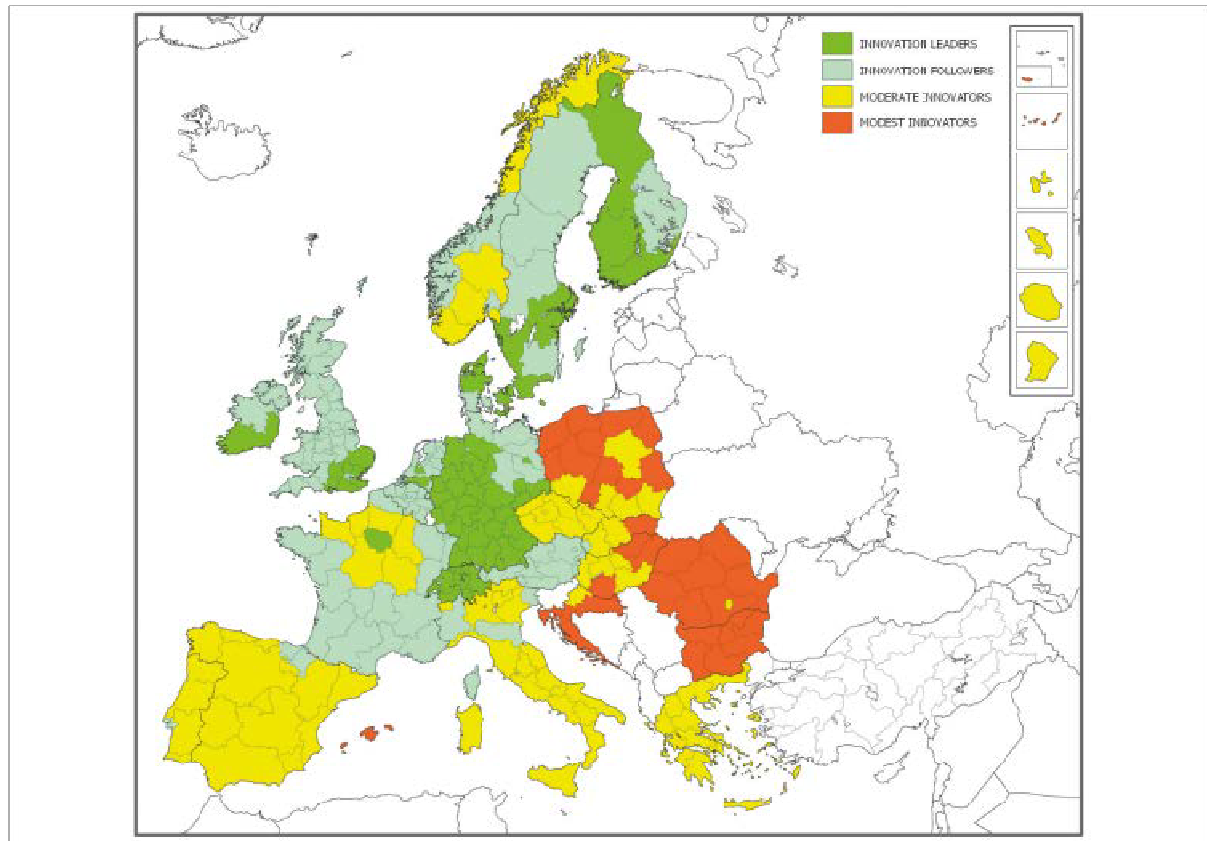 INNOVATION LEADERS
INNOVATION FOLLOWERS
MODERATE INNOVATORS
MODEST INNOVATORS